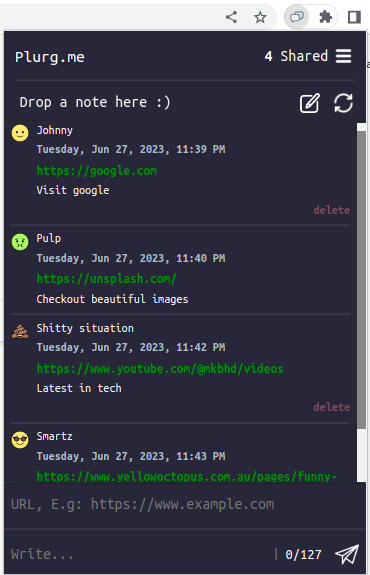 Plurg.me
4 Shared
Drop a note here :)
Johnny
Tuesday, Jun 27, 2023, 11:39 PM
https://google.com
Visit google
delete
Pulp
Tuesday, Jun 27, 2023, 11:40 PM
https://unsplash.com/
Checkout beautiful images
Shitty situation
Tuesday, Jun 27, 2023, 11:42 PM
https://www.youtube.com/@mkbhd/videos
Latest in tech
delete
Smartz
Tuesday, Jun 27, 2023, 11:43 PM
https://www.yellowoctopus.com.au/pages/funny-
URL, E.g: https://www.example.com
Write... | 0/127